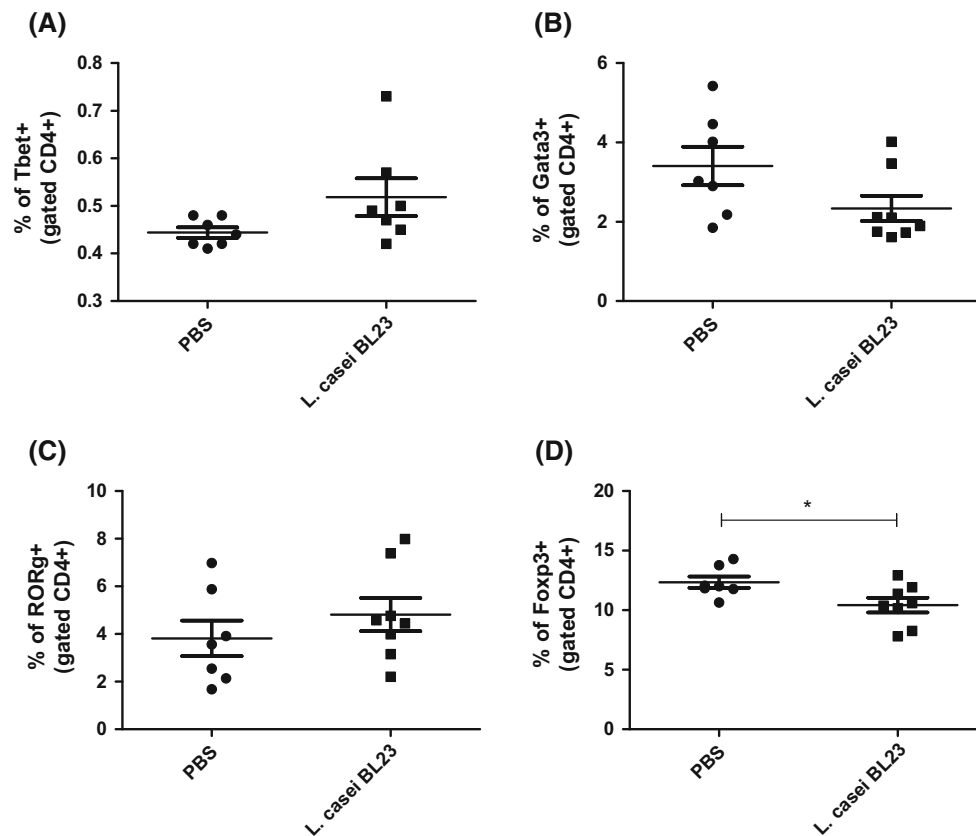 (A)
% of Tbet+
(gated CD4+)
0.8
0.7
0.6
0.5
0.4
0.3
PBS
L. casei BL23
(B)
% of Gata3+
(gated CD4+)
6
4
2
0
PBS
L. casei BL23
(C)
% of RORg+
(gated CD4+)
10
8
6
4
2
0
PBS
L. casei BL23
(D)
% of Foxp3+
(gated CD4+)
20
15
10
5
0
*
PBS
L. casei BL23